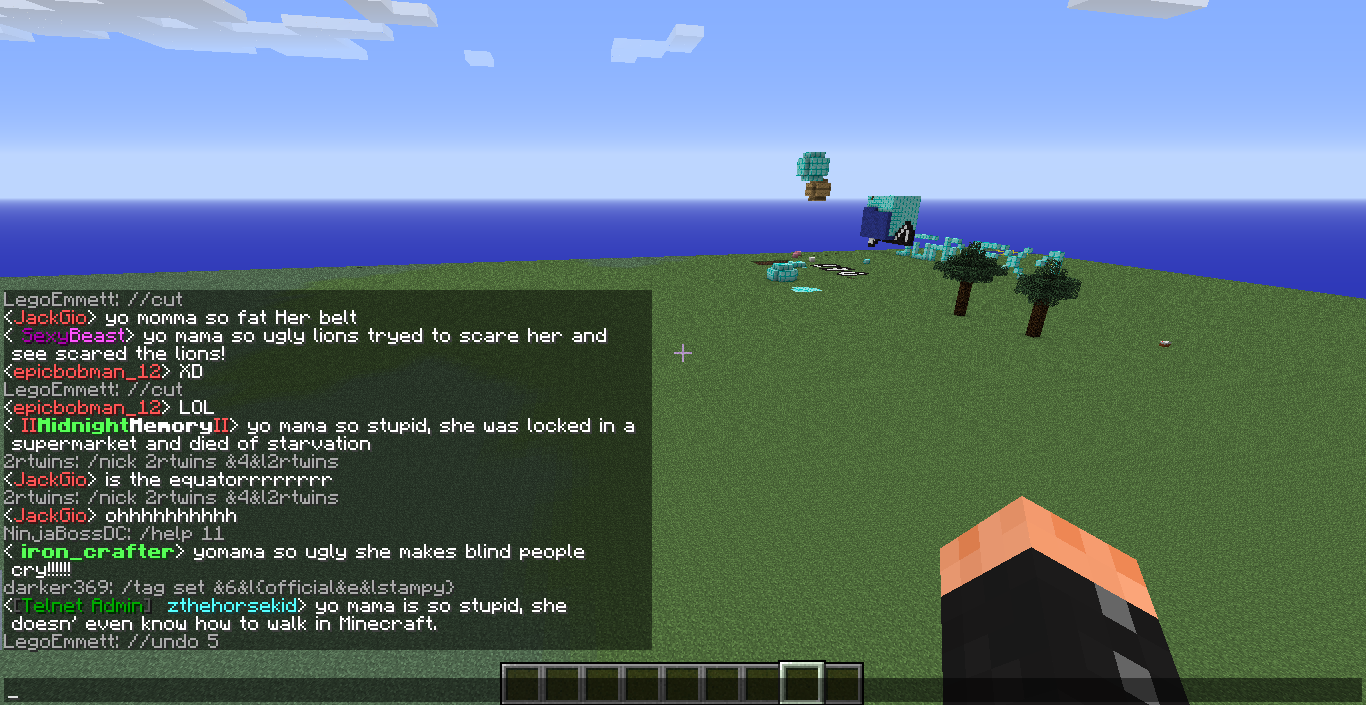 LegoEmmett: //cut
<JackGio> yo momma so fat Her belt
< SexyBeast> yo mama so ugly lions tryed to scare her and
see scared the lions!
<epicbobman_12> XD
LegoEmmett: //cut
<epicbobman_12> LOL
< IIMidnightMemoryII> yo mama so stupid, she was locked in a
supermarket and died of starvation
2rtwins: /nick 2rtwins &4&l2rtwins
<JackGio> is the equatorrrrrrrr
2rtwins: /nick 2rtwins &4&l2rtwins
<JackGio> ohhhhhhhhhh
NinjaBossDC: /help 11
< iron_crafter> yomama so ugly she makes blind people
cry!!!!!!
darker369: /tag set &6&l{official&e&lstampy}
<[Telnet Admin] zthehorsekid> yo mama is so stupid, she
doesn' even know how to walk in Minecraft.
LegoEmmett: //undo 5
_